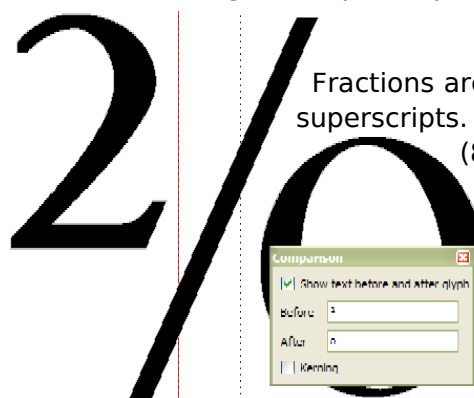 2/0
Fractions are
superscripts.
(8
Comparison
Show text before and after glyph
Before
After
Kerning